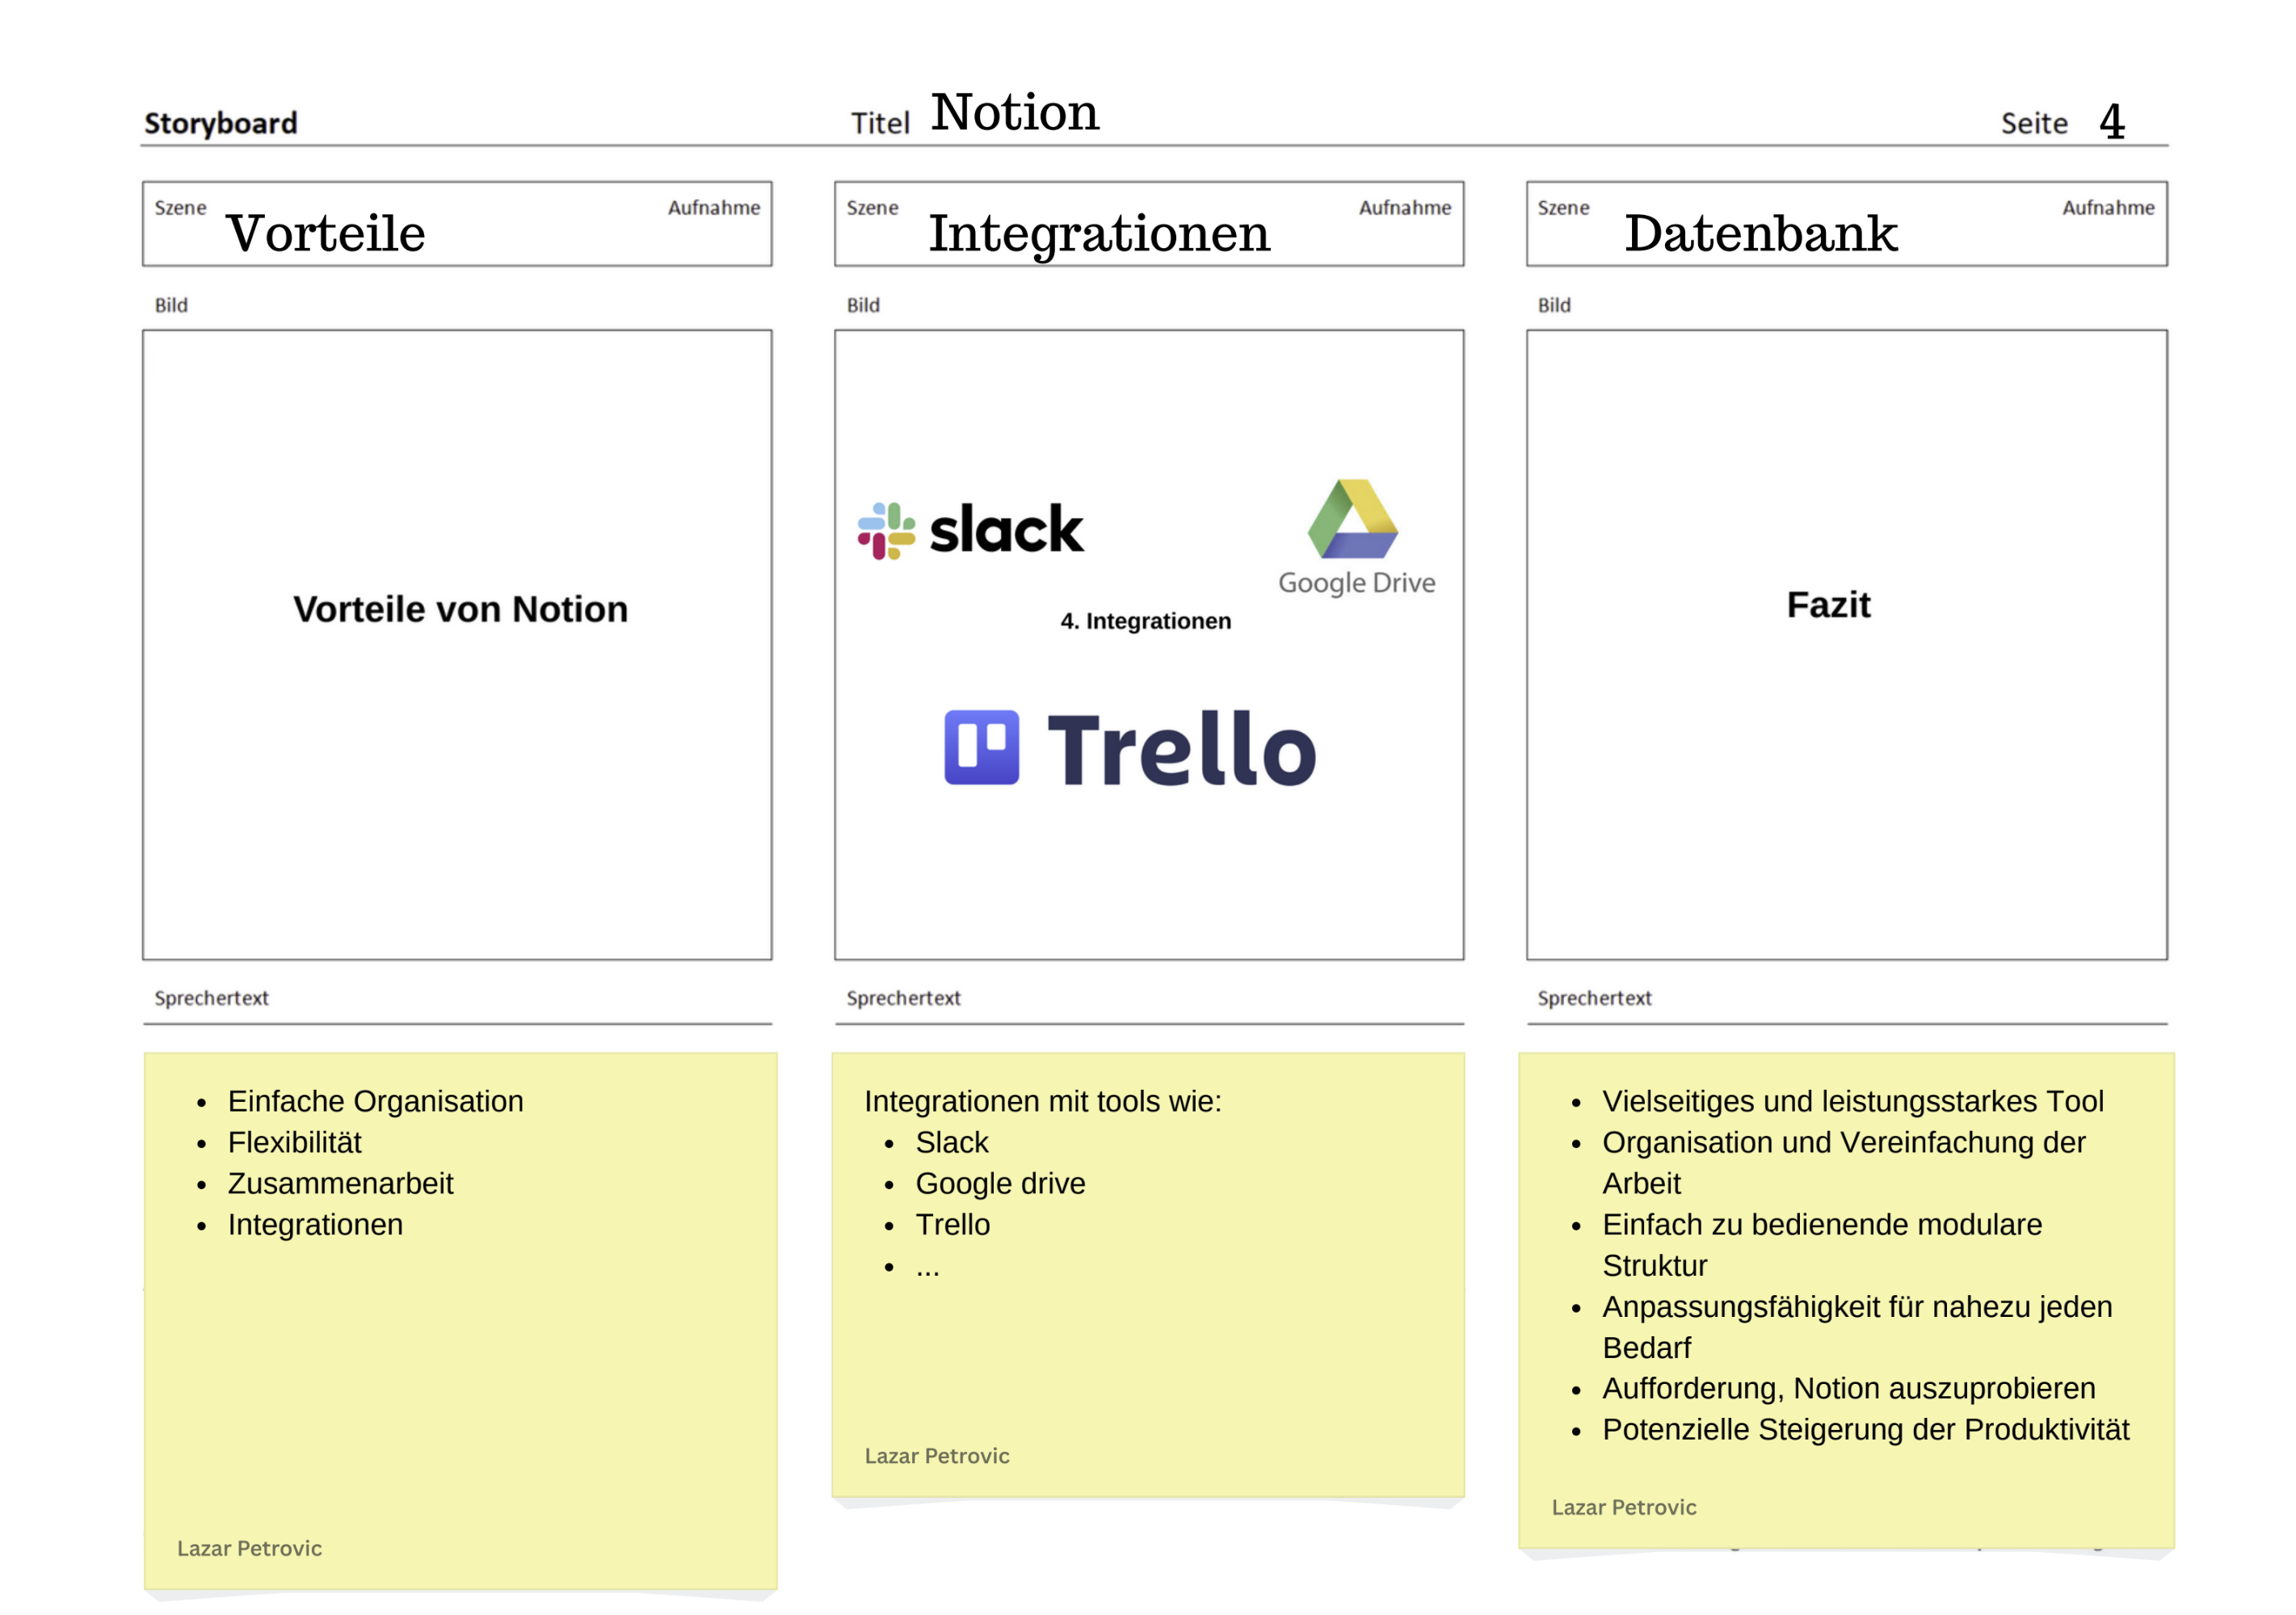 Storyboard
Titel Notion
Seite 4
Szene Vorteile Aufnahme
Bild
Vorteile von Notion
Sprechertext
Einfache Organisation
Flexibilität
Zusammenarbeit
Integrationen
Lazar Petrovic
Szene Integrationen Aufnahme
Bild
slack
Google Drive
4. Integrationen
Trello
Sprechertext
Integrationen mit tools wie:
Slack
Google drive
Trello
...
Lazar Petrovic
Szene Datenbank Aufnahme
Bild
Fazit
Sprechertext
Vielseitiges und leistungsstarkes Tool
Organisation und Vereinfachung der
Arbeit
Einfach zu bedienende modulare
Struktur
Anpassungsfähigkeit für nahezu jeden
Bedarf
Aufforderung, Notion auszuprobieren
Potenzielle Steigerung der Produktivität
Lazar Petrovic